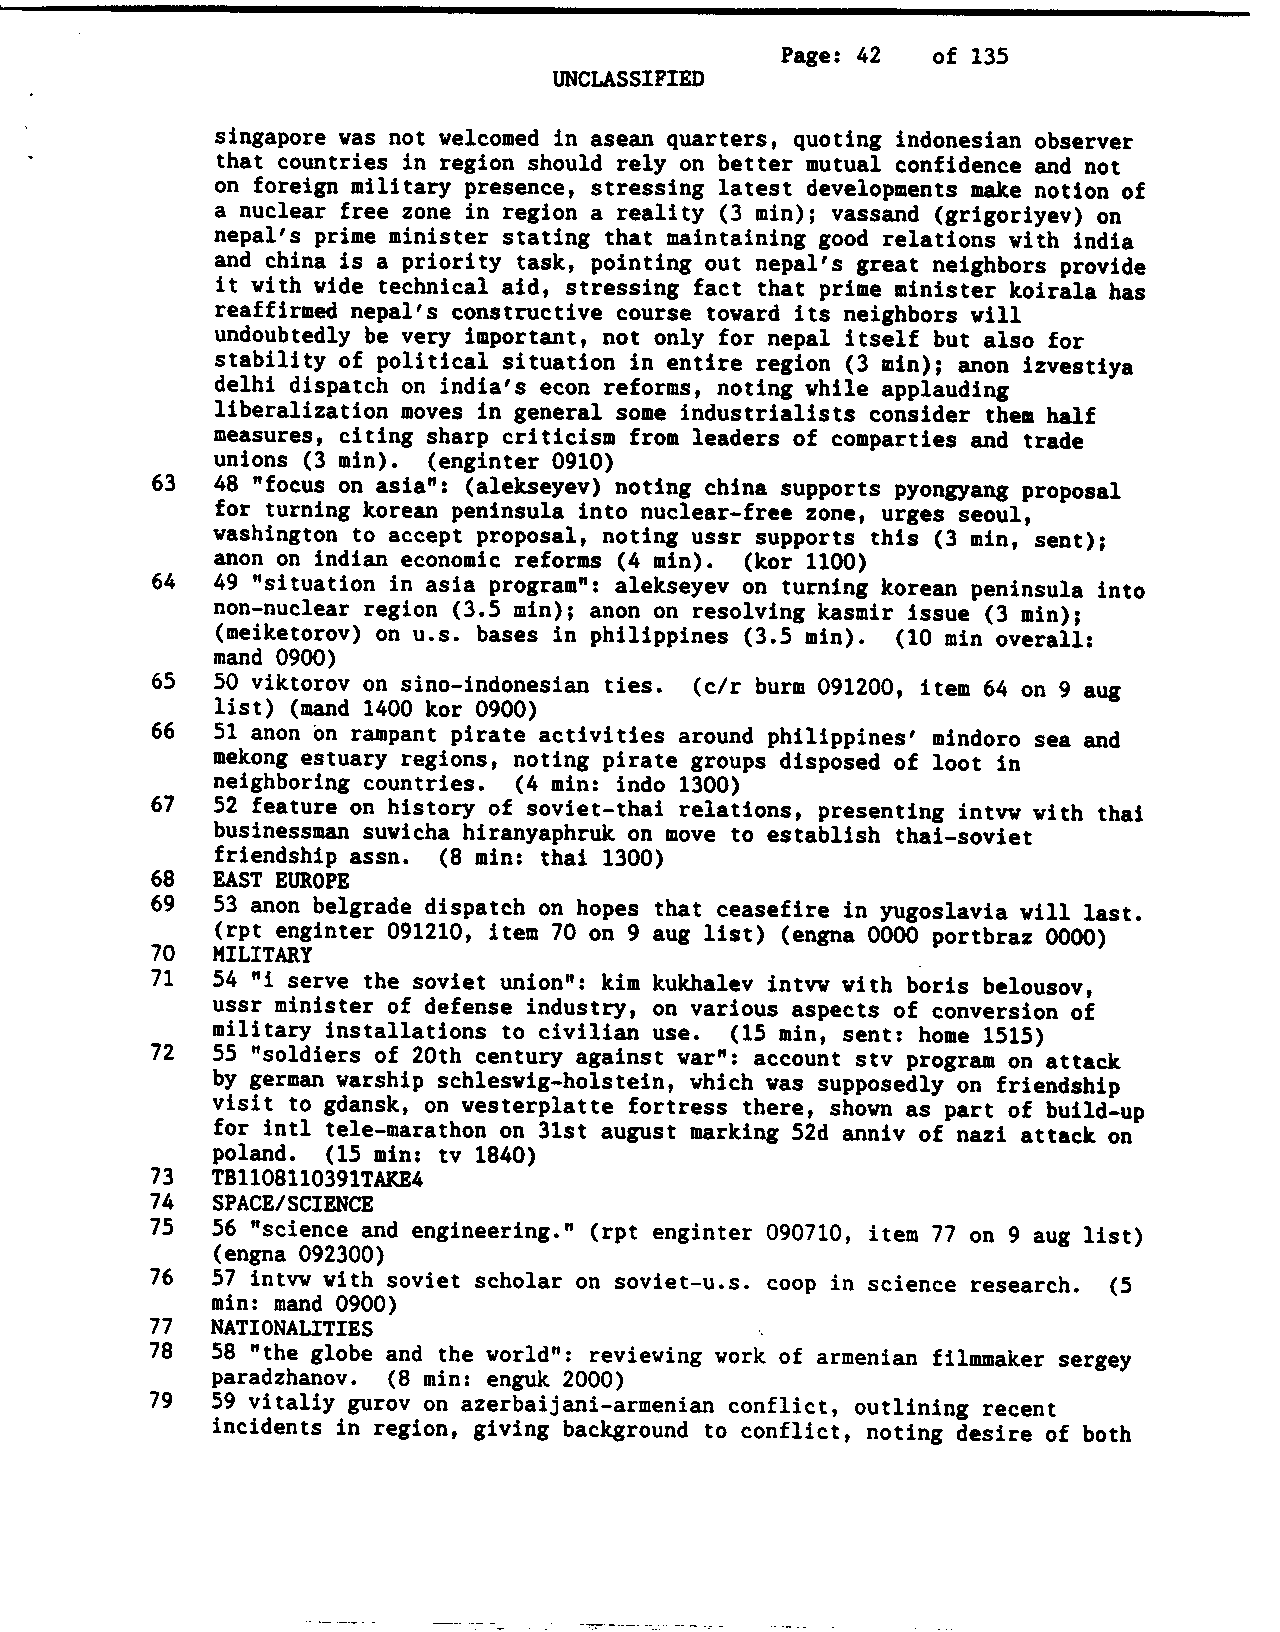 Page: 42 of 135
UNCLASSIFIED
singapore was not welcomed in asean quarters, quoting indonesian observer
that countries in region should rely on better mutual confidence and not
on foreign military presence, stressing latest developments make notion of
a nuclear free zone in region a reality (3 min); vassand (grigoriyev) on
nepal's prime minister stating that maintaining good relations with india
and china is a priority task, pointing out nepal's great neighbors provide
it with wide technical aid, stressing fact that prime minister koirala has
reaffirmed nepal's constructive course toward its neighbors will
undoubtedly be very important, not only for nepal itself but also for
stability of political situation in entire region (3 min); anon izvestiya
delhi dispatch on india's econ reforms, noting while applauding
liberalization moves in general some industrialists consider them half
measures, citing sharp criticism from leaders of comparties and trade
unions (3 min). (enginter 0910)
63 48 "focus on asia": (alekseyev) noting china supports pyongyang proposal
for turning korean peninsula into nuclear-free zone, urges seoul,
washington to accept proposal, noting ussr supports this (3 min, sent);
anon on indian economic reforms (4 min). (kor 1100)
64 49 "situation in asia program": alekseyev on turning korean peninsula into
non-nuclear region (3.5 min); anon on resolving kasmir issue (3 min);
(meiketorov) on u.s. bases in philippines (3.5 min). (10 min overall:
mand 0900)
65 50 viktorov on sino-indonesian ties. (c/r burm 091200, item 64 on 9 aug
list) (mand 1400 kor 0900)
66 51 anon on rampant pirate activities around philippines' mindoro sea and
mekong estuary regions, noting pirate groups disposed of loot in
neighboring countries. (4 min: indo 1300)
67 52 feature on history of soviet-thai relations, presenting intvw with thai
businessman suwicha hiranyaphruk on move to establish thai-soviet
friendship assn. (8 min: thai 1300)
68 EAST EUROPE
69 53 anon belgrade dispatch on hopes that ceasefire in yugoslavia will last.
(rpt enginter 091210, item 70 on 9 aug list) (engna 0000 portbraz 0000)
70 MILITARY
71 54 "i serve the soviet union": kim kukhalev intvw with boris belousov,
ussr minister of defense industry, on various aspects of conversion of
military installations to civilian use. (15 min, sent: home 1515)
72 55 "soldiers of 20th century against war": account stv program on attack
by german warship schleswig-holstein, which was supposedly on friendship
visit to gdansk, on westerplatte fortress there, shown as part of build-up
for intl tele-marathon on 31st august marking 52d anniv of nazi attack on
poland. (15 min: tv 1840)
73 TB1108110391TAKE4
74 SPACE/SCIENCE
75 56 "science and engineering." (rpt enginter 090710, item 77 on 9 aug list)
(engna 092300)
76 57 intvw with soviet scholar on soviet-u.s. coop in science research. (5
min: mand 0900)
77 NATIONALITIES
78 58 "the globe and the world": reviewing work of armenian filmmaker sergey
paradzhanov. (8 min: enguk 2000)
79 59 vitaliy gurov on azerbaijani-armenian conflict, outlining recent
incidents in region, giving background to conflict, noting desire of both